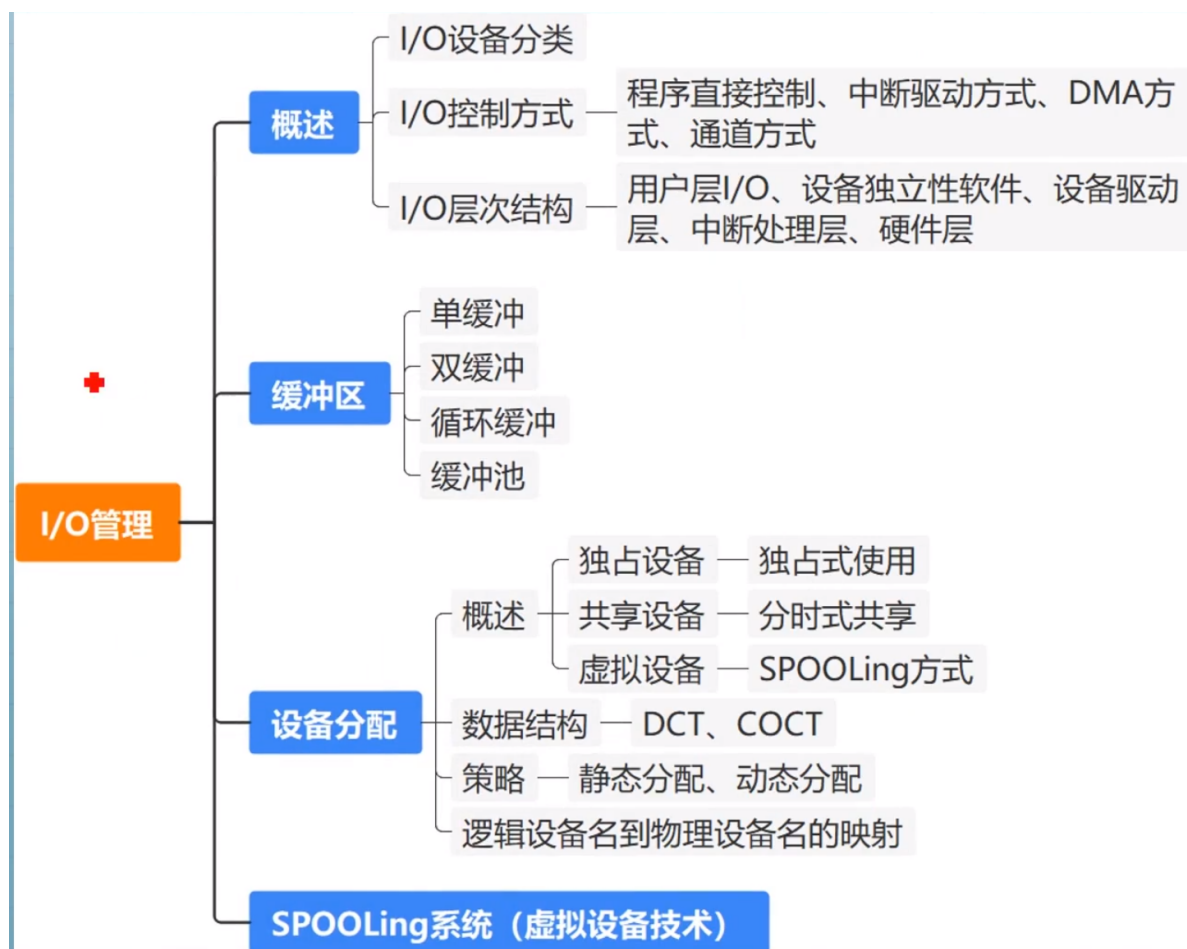 I/O设备分类
概述
I/O控制方式
程序直接控制、中断驱动方式、DMA方
式、通道方式
I/O层次结构
用户层I/O、设备独立性软件、设备驱动
层、中断处理层、硬件层
单缓冲
双缓冲
缓冲区
循环缓冲
缓冲池
I/O管理
独占设备
独占式使用
概述
共享设备
分时式共享
虚拟设备
SPOOLing方式
设备分配
数据结构
DCT、COCT
策略
静态分配、动态分配
逻辑设备名到物理设备名的映射
SPOOLing系统（虚拟设备技术）